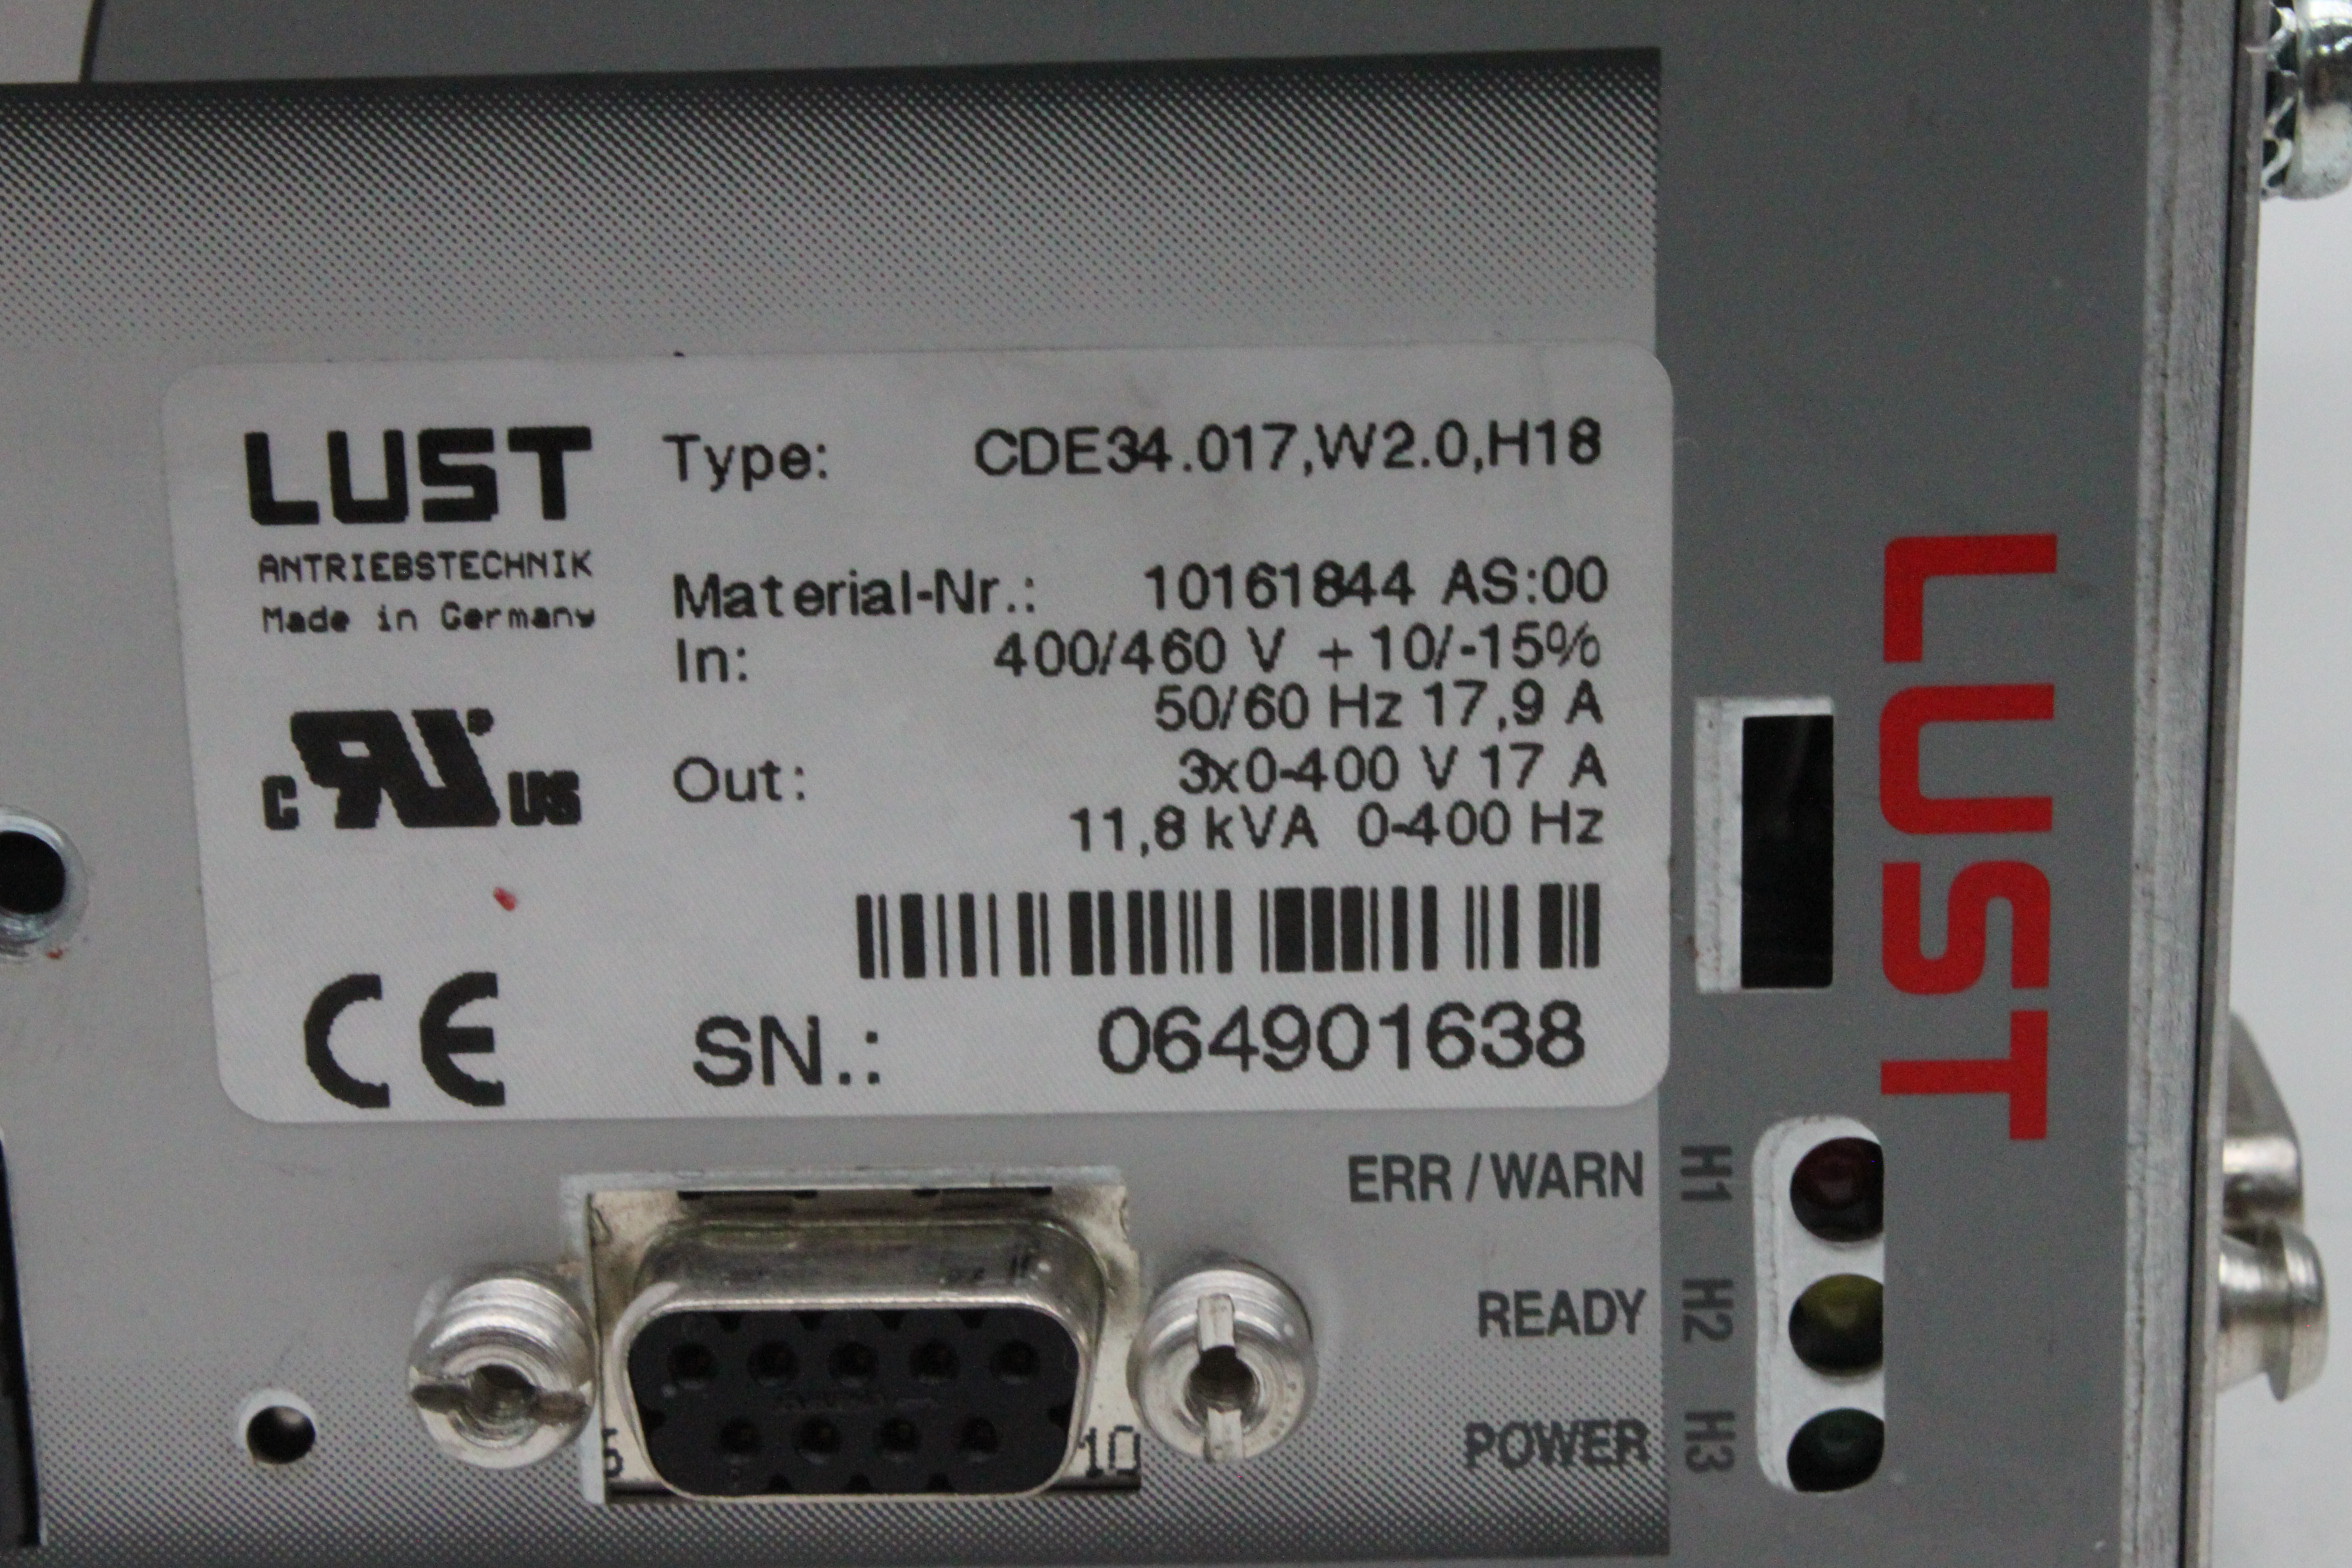 LUST
ANTRIEBSTECHNIK
Made in Germany
Type: CDE34.017,W2.0,H18
Material-Nr.: 10161844 AS:00
In: 400/460 V +10/-15%
50/60 Hz 17,9 A
Out: 3x0-400 V 17 A
11,8 kVA 0-400 Hz
C RU US
CE
SN.: 064901638
LUST
ERR/WARN H1
READY H2
POWER H3
10